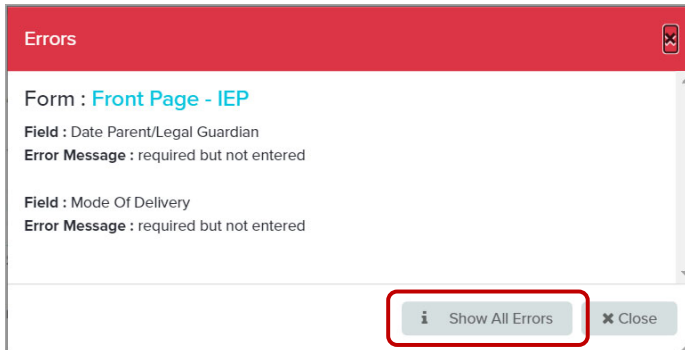 Errors
Form : Front Page - IEP
Field : Date Parent/Legal Guardian
Error Message : required but not entered
Field : Mode Of Delivery
Error Message : required but not entered
i Show All Errors
✖ Close